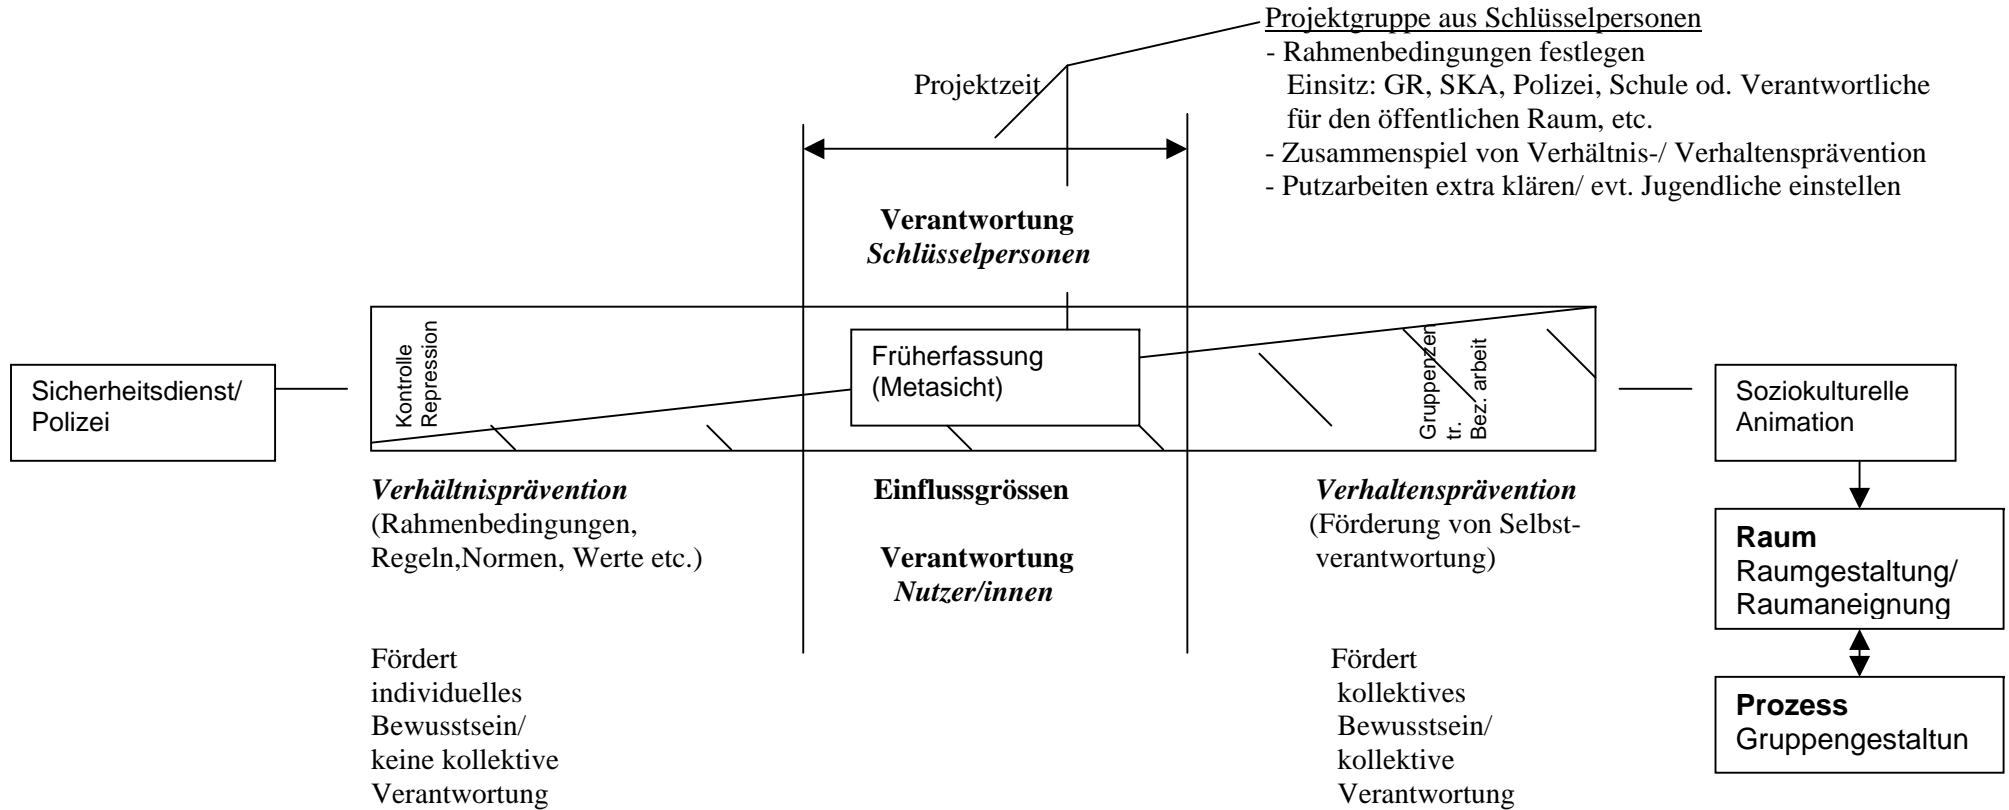 Projektgruppe aus Schlüsselpersonen
- Rahmenbedingungen festlegen
Einsitz: GR, SKA, Polizei, Schule od. Verantwortliche
für den öffentlichen Raum, etc.
- Zusammenspiel von Verhältnis-/ Verhaltensprävention
- Putzarbeiten extra klären/ evt. Jugendliche einstellen
Projektzeit
Verantwortung
Schlüsselpersonen
Sicherheitsdienst/
Polizei
Kontrolle
Repression
Früherfassung
(Metasicht)
Gruppenzen
tr.
Bez. arbeit
Soziokulturelle
Animation
Verhältnisprävention
(Rahmenbedingungen,
Regeln,Normen, Werte etc.)
Einflussgrössen
Verantwortung
Nutzer/innen
Verhaltensprävention
(Förderung von Selbst-
verantwortung)
Raum
Raumgestaltung/
Raumaneignung
Prozess
Gruppengestaltun
Fördert
individuelles
Bewusstsein/
keine kollektive
Verantwortung
Fördert
kollektives
Bewusstsein/
kollektive
Verantwortung